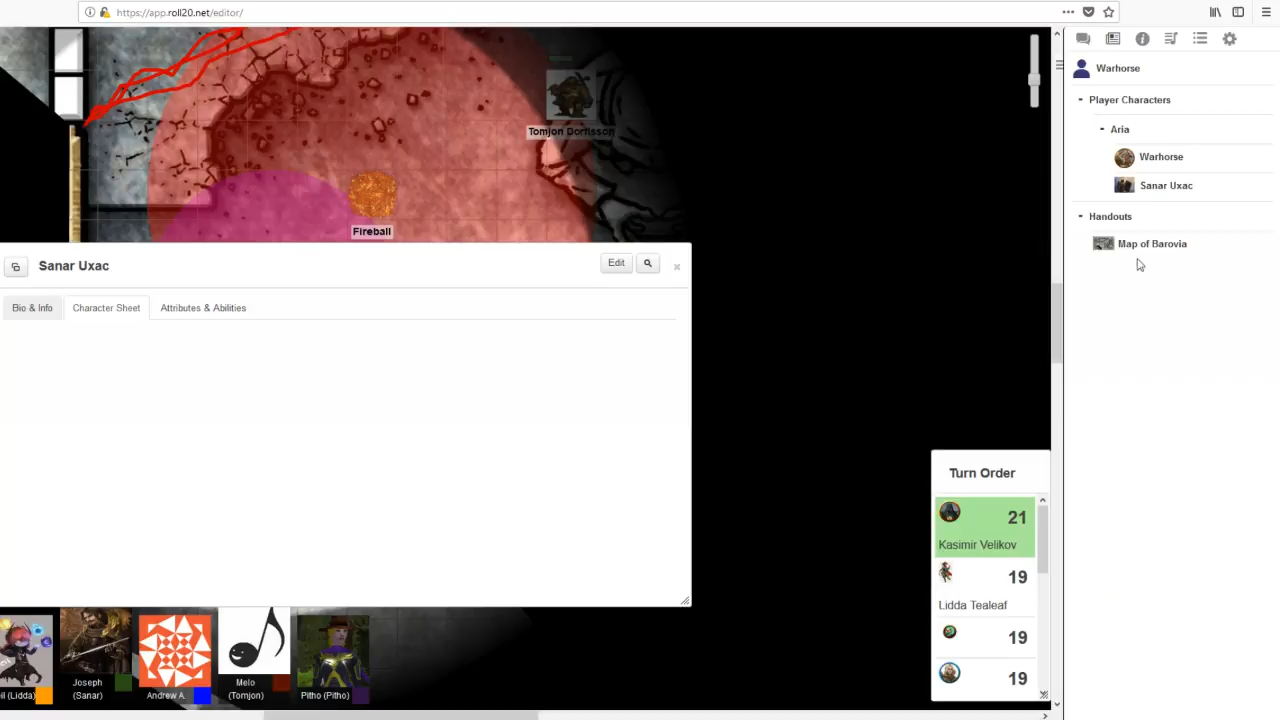 https://app.roll20.net/editor/
Warhorse
Player Characters
Aria
Warhorse
Sanar Uxac
Handouts
Map of Barovia
Tomjon Dorfisson
Fireball
Sanar Uxac
Edit
Bio & Info
Character Sheet
Attributes & Abilities
Turn Order
21
Kasimir Velikov
19
Lidda Tealeaf
19
19
(Lidda)
Joseph
(Sanar)
Andrew A.
Melo
(Tomjon)
Pitho (Pitho)